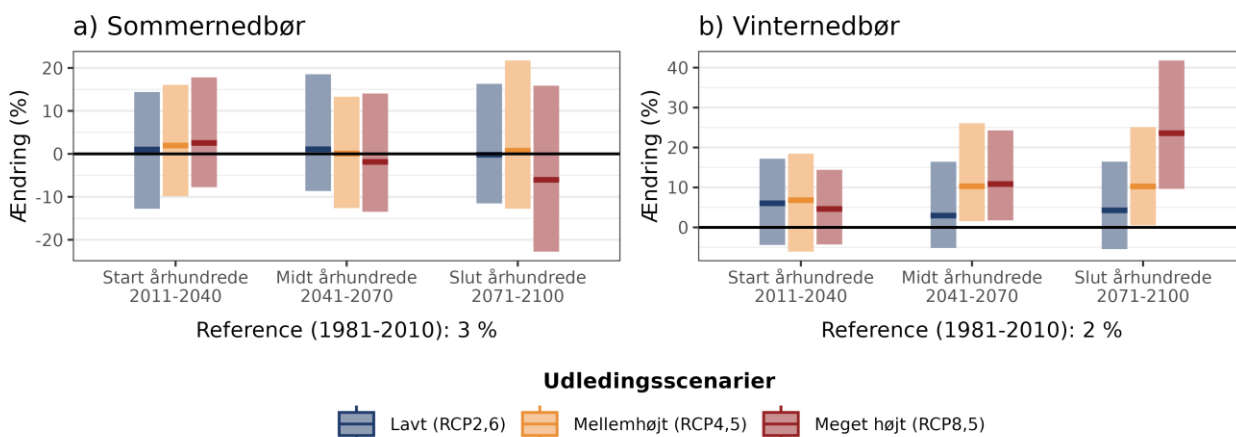 a) Sommernedbør
Ændring (%)
20
10
0
-10
-20
Start århundrede
2011-2040
Midt århundrede
2041-2070
Slut århundrede
2071-2100
Reference (1981-2010): 3 %
b) Vinternedbør
Ændring (%)
40
30
20
10
0
Start århundrede
2011-2040
Midt århundrede
2041-2070
Slut århundrede
2071-2100
Reference (1981-2010): 2 %
Udledingsscenarier
Lavt (RCP2,6)
Mellemhøjt (RCP4,5)
Meget højt (RCP8,5)